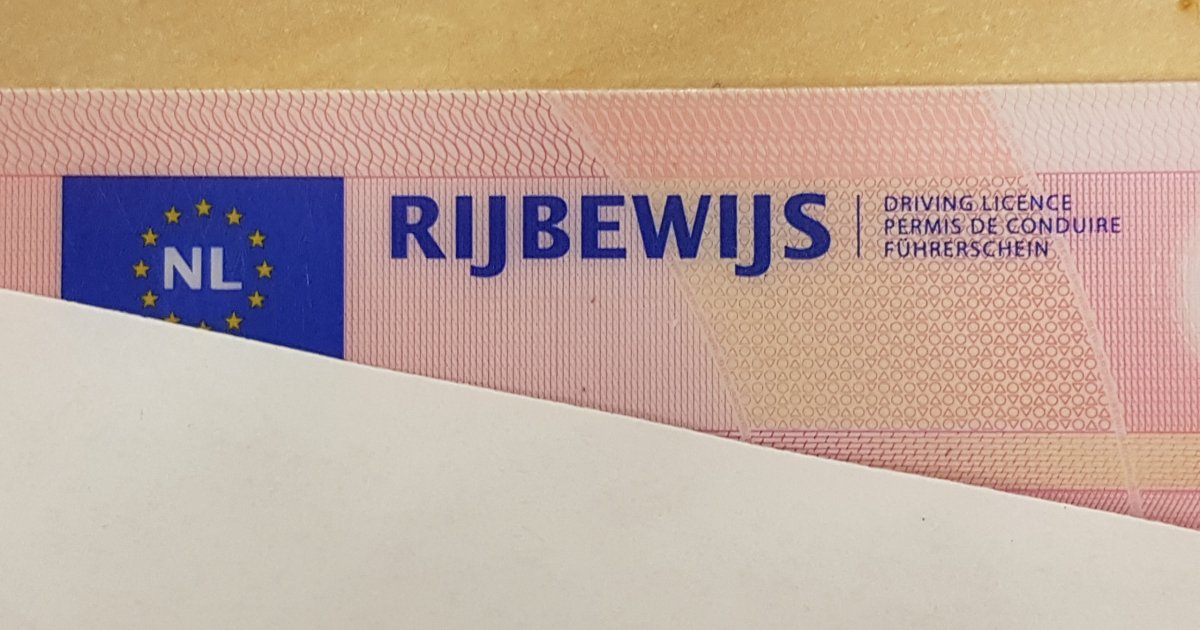 NL
RIJBEWIJS
DRIVING LICENCE
PERMIS DE CONDUIRE
FÜHRERSCHEIN